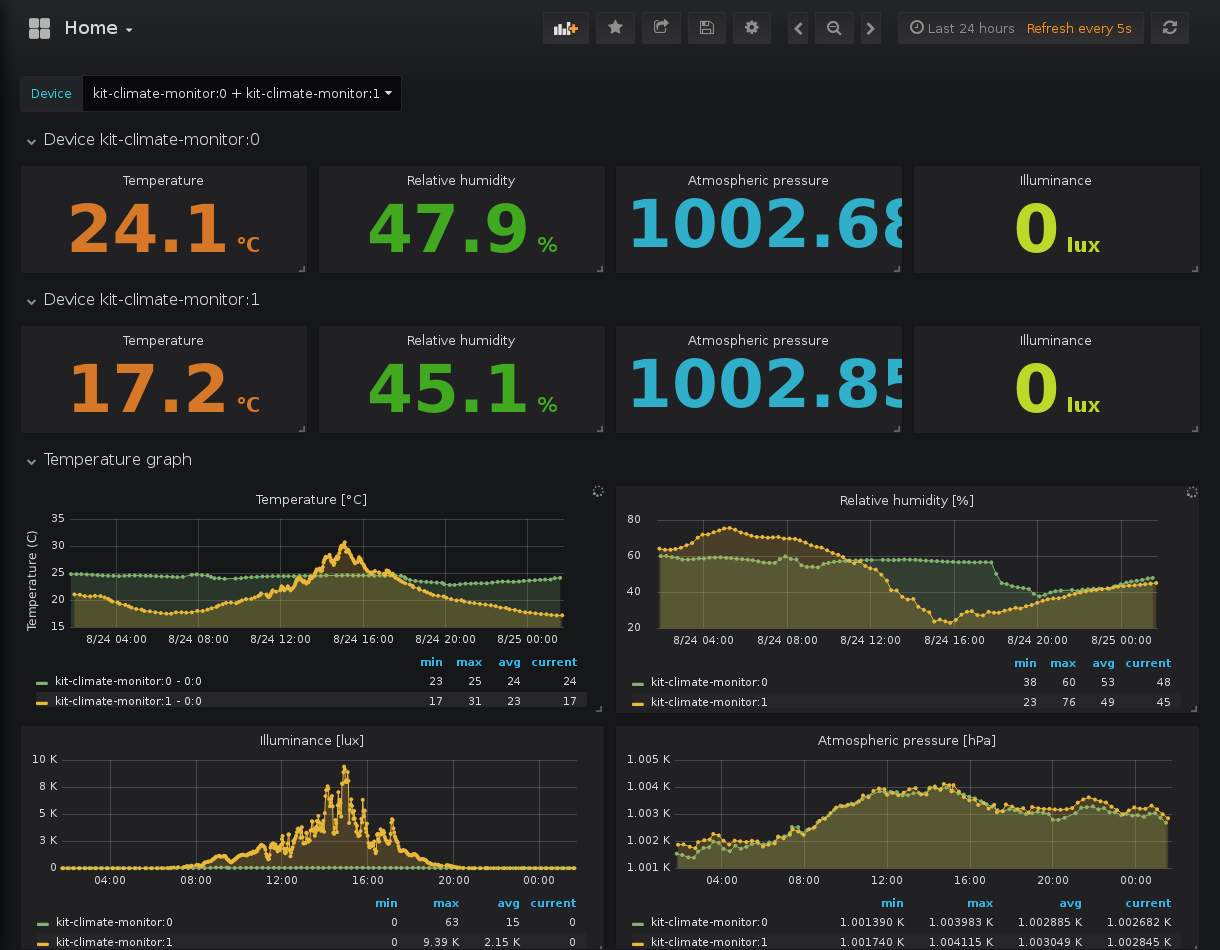 Home
Last 24 hours Refresh every 5s
Device kit-climate-monitor:0 + kit-climate-monitor:1
Device kit-climate-monitor:0
Temperature Relative humidity Atmospheric pressure Illuminance
24.1 °C 47.9 % 1002.68 0 lux
Device kit-climate-monitor:1
Temperature Relative humidity Atmospheric pressure Illuminance
17.2 °C 45.1 % 1002.85 0 lux
Temperature graph
Temperature [°C]
Temperature (C)
35
30
25
20
15
8/24 04:00 8/24 08:00 8/24 12:00 8/24 16:00 8/24 20:00 8/25 00:00
min max avg current
kit-climate-monitor:0 - 0:0 23 25 24 24
kit-climate-monitor:1 - 0:0 17 31 23 17
Relative humidity [%]
80
60
40
20
8/24 04:00 8/24 08:00 8/24 12:00 8/24 16:00 8/24 20:00 8/25 00:00
min max avg current
kit-climate-monitor:0 38 60 53 48
kit-climate-monitor:1 23 76 49 45
Illuminance [lux]
10 K
8 K
5 K
3 K
0
04:00 08:00 12:00 16:00 20:00 00:00
min max avg current
kit-climate-monitor:0 0 63 15 0
kit-climate-monitor:1 0 9.39 K 2.15 K 0
Atmospheric pressure [hPa]
1.005 K
1.004 K
1.003 K
1.002 K
1.001 K
04:00 08:00 12:00 16:00 20:00 00:00
min max avg current
kit-climate-monitor:0 1.001390 K 1.003983 K 1.002885 K 1.002682 K
kit-climate-monitor:1 1.001740 K 1.004115 K 1.003049 K 1.002845 K